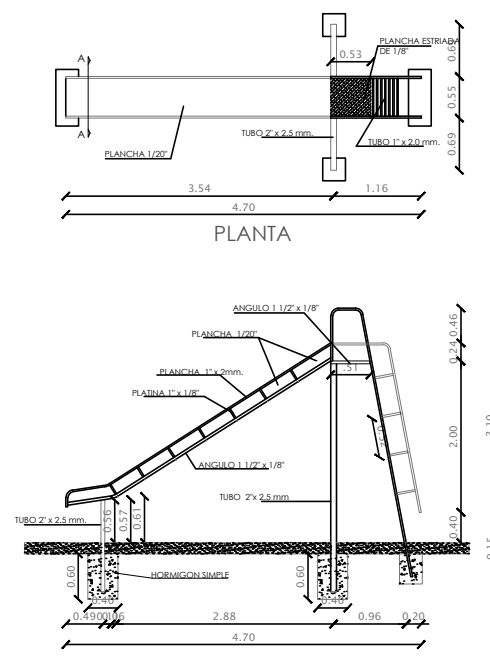 PLANCHA ESTRIADA
DE 1/8"
0.53
0.55
0.69
A
A
TUBO 2" x 2.5 mm.
TUBO 1" x 2.0 mm.
PLANCHA 1/20"
3.54
1.16
4.70
PLANTA
ANGULO 1 1/2" x 1/8"
PLANCHA 1/20"
PLANCHA 1" x 2mm.
PLATINA 1" x 1/8"
ANGULO 1 1/2" x 1/8"
TUBO 2"x 2.5 mm
TUBO 2" x 2.5 mm.
HORMIGON SIMPLE
.51
0.46
0.24
2.00
0.40
0.56
0.57
0.61
0.60
0.60
0.40
0.40
2.88
0.96
0.20
4.70